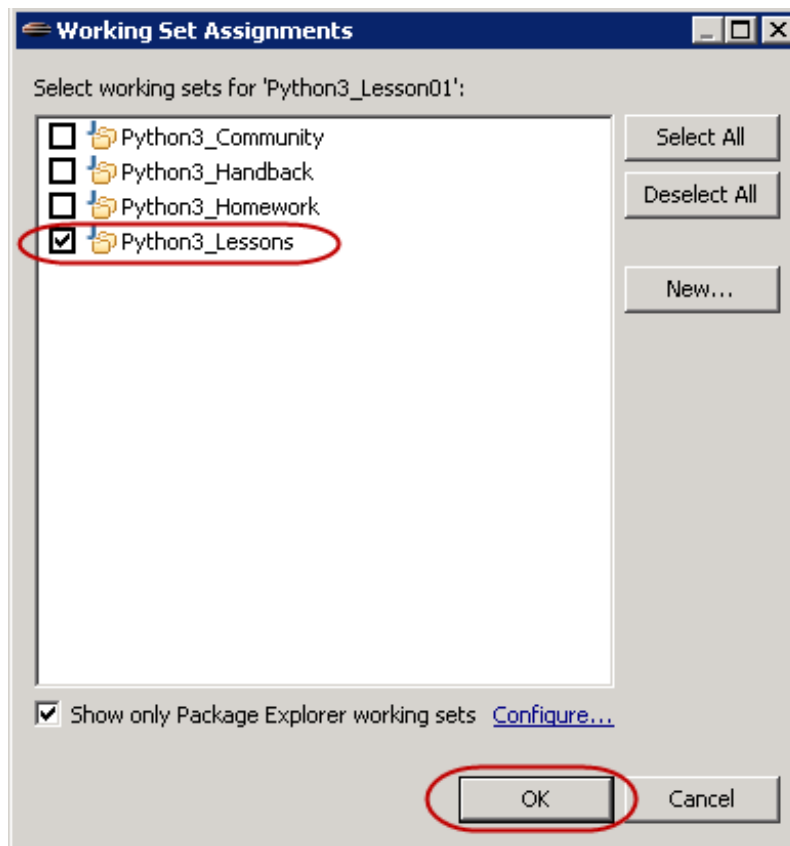 Working Set Assignments
Select working sets for 'Python3_Lesson01':
Python3_Community
Python3_Handback
Python3_Homework
Python3_Lessons
Select All
Deselect All
New...
Show only Package Explorer working sets Configure...
OK Cancel